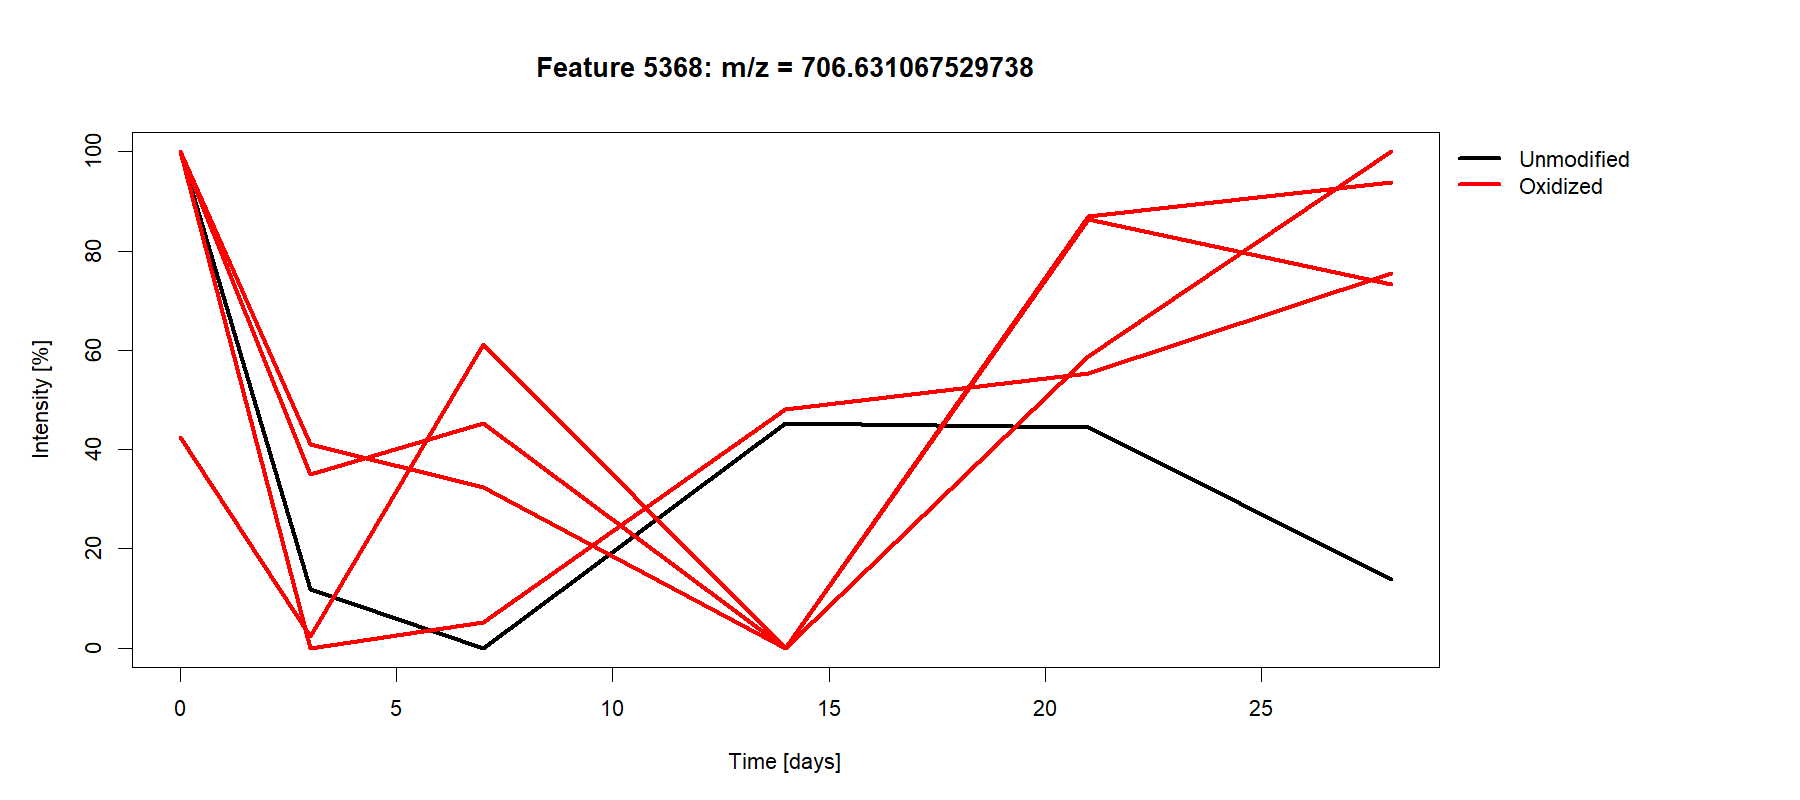 Feature 5368: m/z = 706.631067529738
Unmodified
Oxidized
Intensity [%]
100
80
60
40
20
0
0 5 10 15 20 25
Time [days]